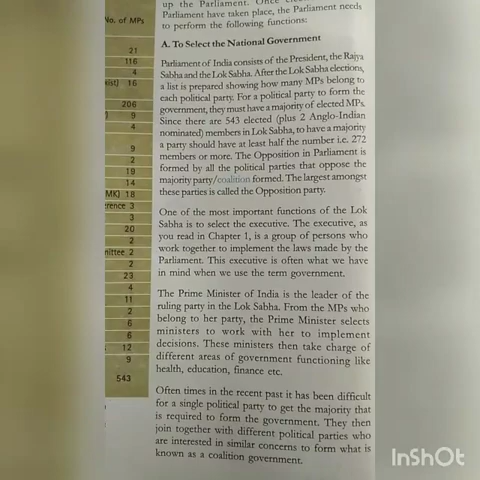 No. of MPs
21
116
4
16
206
9
4
9
2
19
14
MK) 18
rence 3
3
20
2
nittee 2
2
23
4
11
2
6
6
12
9
543
up the Parliament. Once
Parliament have taken place, the Parliament needs
to perform the following functions:
A. To Select the National Government
Parliament of India consists of the President, the Rajya
Sabha and the Lok Sabha. After the Lok Sabha elections,
a list is prepared showing how many MPs belong to
each political party. For a political party to form the
government, they must have a majority of elected MPs.
Since there are 543 elected (plus 2 Anglo-Indian
nominated) members in Lok Sabha, to have a majority
a party should have at least half the number i.e. 272
members or more. The Opposition in Parliament is
formed by all the political parties that oppose the
majority party/coalition formed. The largest amongst
these parties is called the Opposition party.
One of the most important functions of the Lok
Sabha is to select the executive. The executive, as
you read in Chapter 1, is a group of persons who
work together to implement the laws made by the
Parliament. This executive is often what we have
in mind when we use the term government.
The Prime Minister of India is the leader of the
ruling party in the Lok Sabha. From the MPs who
belong to her party, the Prime Minister selects
ministers to work with her to implement
decisions. These ministers then take charge of
different areas of government functioning like
health, education, finance etc.
Often times in the recent past it has been difficult
for a single political party to get the majority that
is required to form the government. They then
join together with different political parties who
are interested in similar concerns to form what is
known as a coalition government.
InShOt